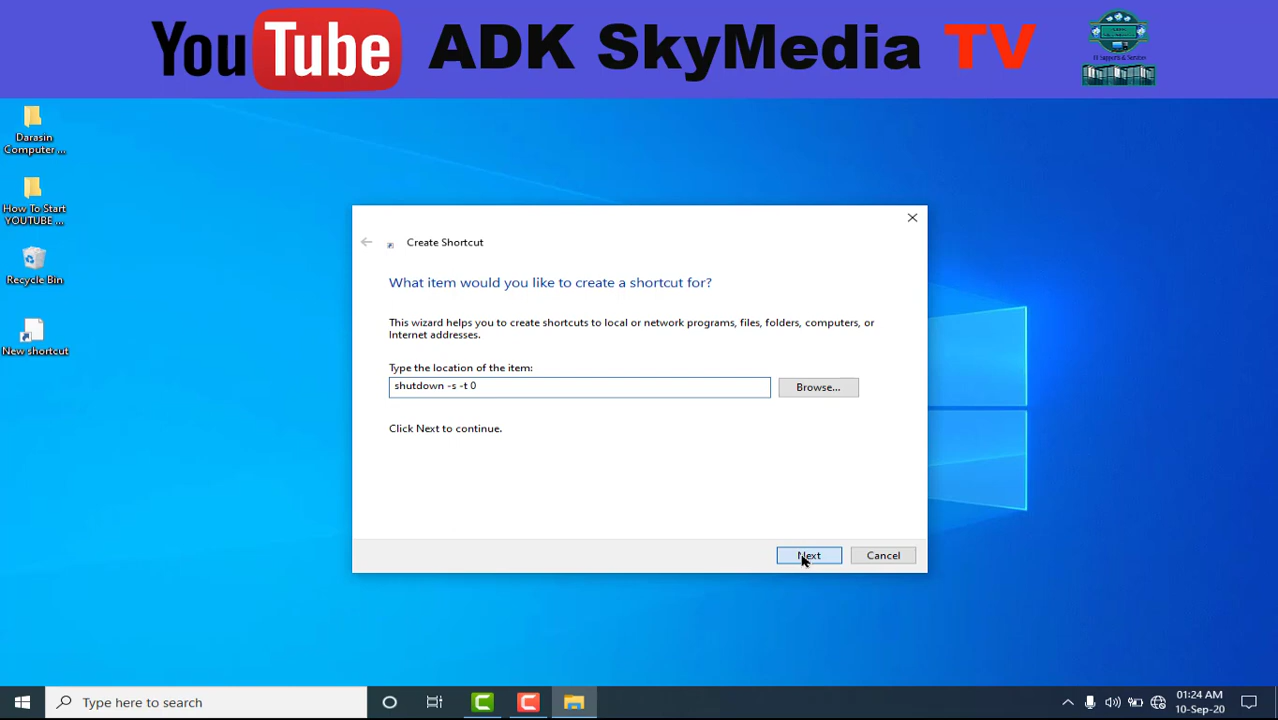 YouTube ADK SkyMedia TV
IT Support & Service
Darasin
Computer ...
How To Start
YOUTUBE ...
Recycle Bin
New shortcut
Create Shortcut
What item would you like to create a shortcut for?
This wizard helps you to create shortcuts to local or network programs, files, folders, computers, or
Internet addresses.
Type the location of the item:
shutdown -s -t 0
Browse...
Click Next to continue.
Next
Cancel
Type here to search
01:24 AM
10-Sep-20